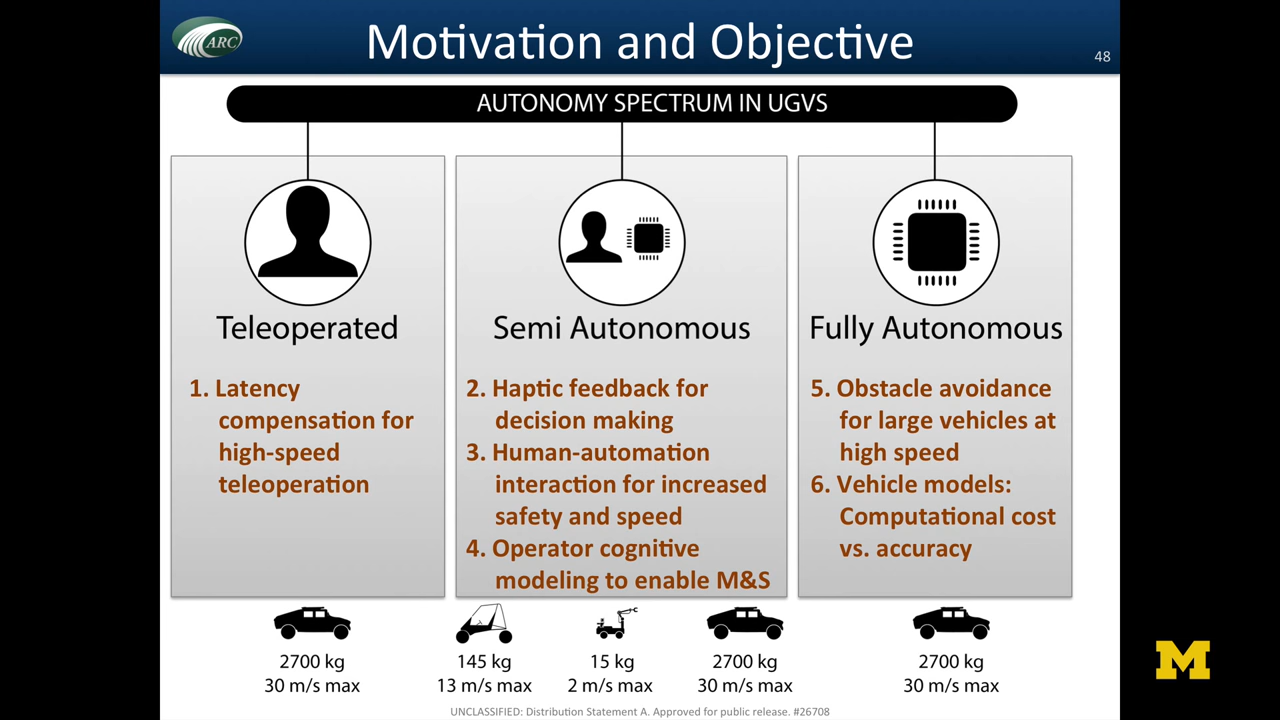 ARC
Motivation and Objective
48
AUTONOMY SPECTRUM IN UGVS
Teleoperated
1. Latency
compensation for
high-speed
teleoperation
Semi Autonomous
2. Haptic feedback for
decision making
3. Human-automation
interaction for increased
safety and speed
4. Operator cognitive
modeling to enable M&S
Fully Autonomous
5. Obstacle avoidance
for large vehicles at
high speed
6. Vehicle models:
Computational cost
vs. accuracy
2700 kg
30 m/s max
145 kg
13 m/s max
15 kg
2 m/s max
2700 kg
30 m/s max
2700 kg
30 m/s max
M
UNCLASSIFIED: Distribution Statement A. Approved for public release. #26708